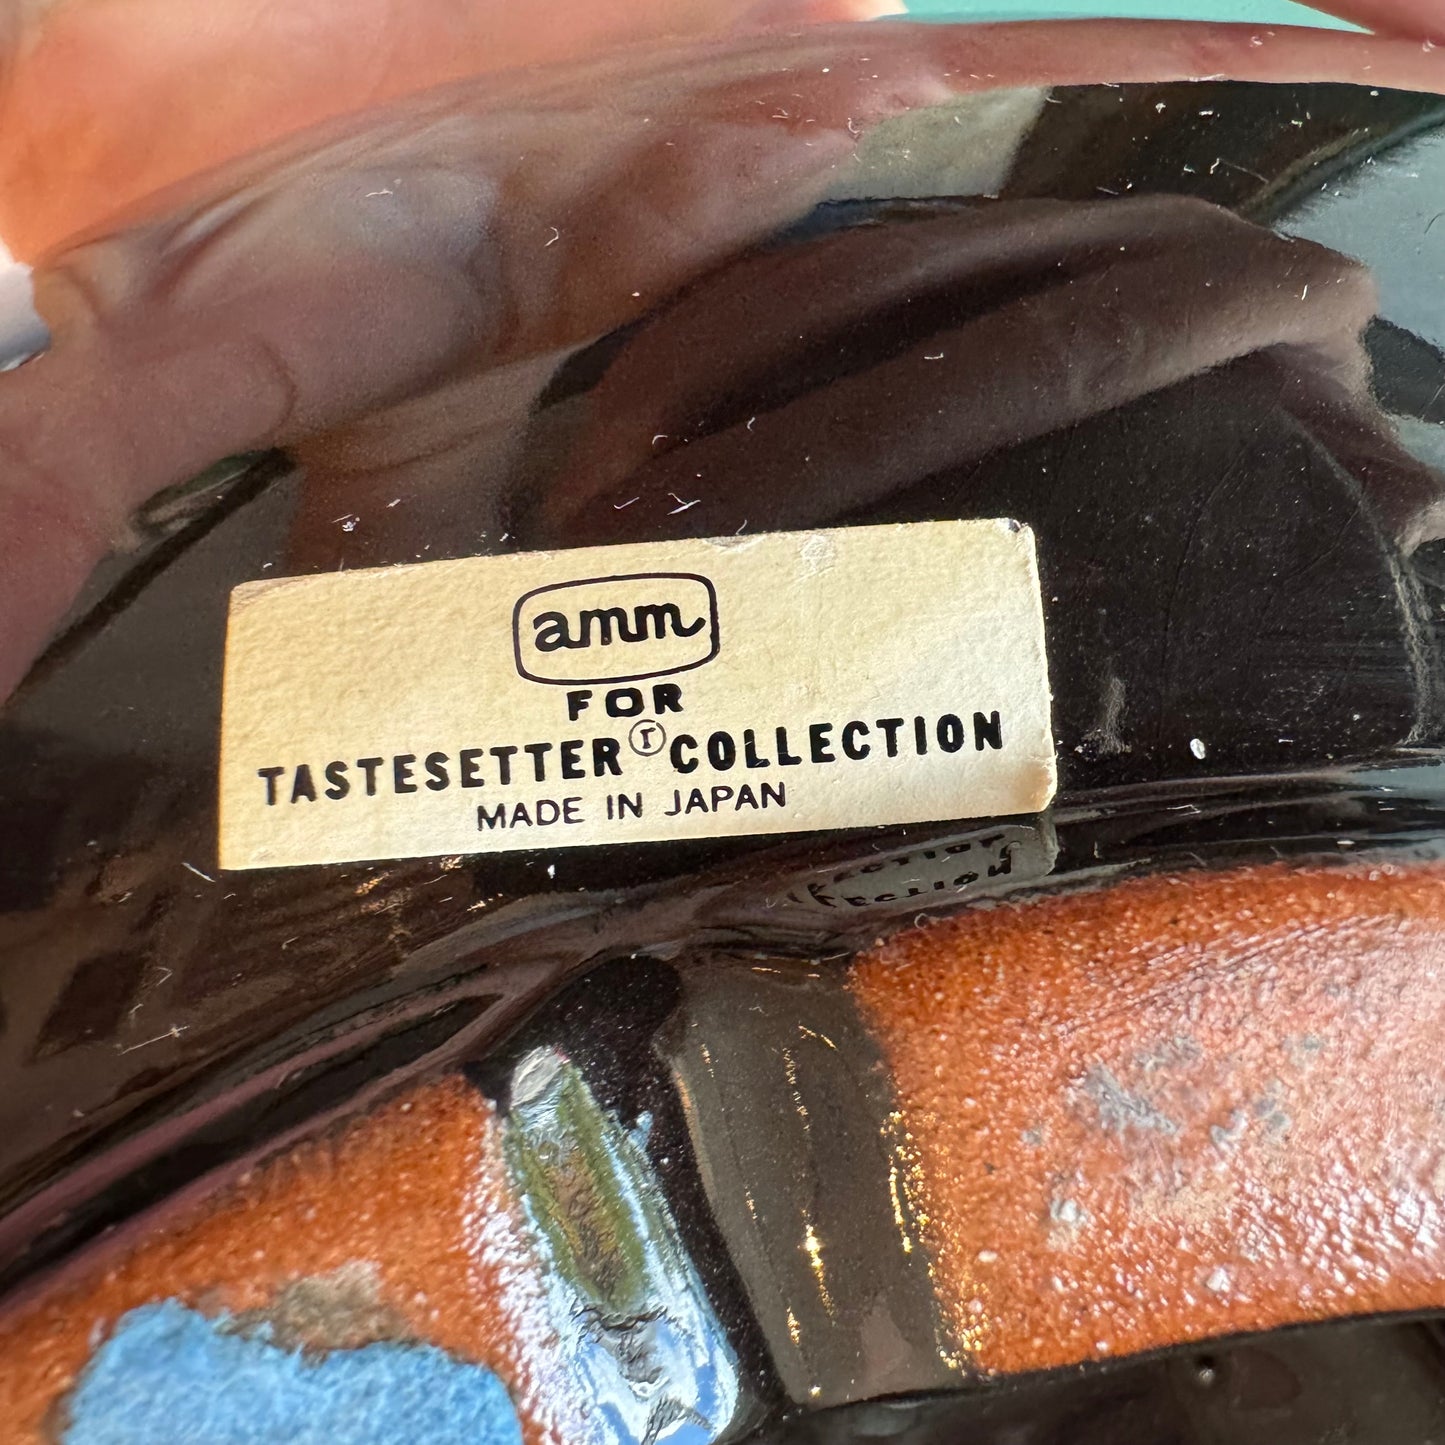 amm
FOR
TASTESETTER ⓡ COLLECTION
MADE IN JAPAN